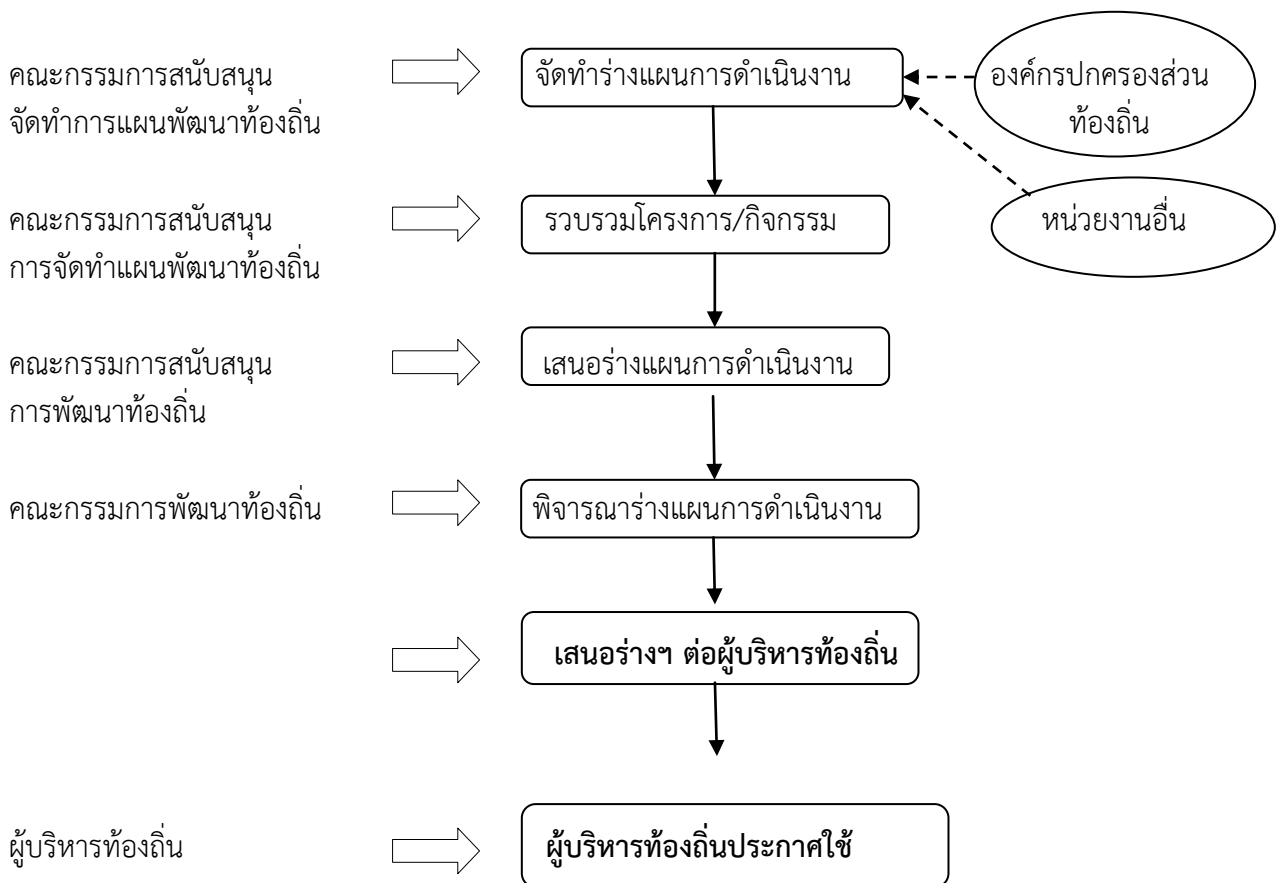 คณะกรรมการสนับสนุน
จัดทำการแผนพัฒนาท้องถิ่น
จัดทำร่างแผนการดำเนินงาน
องค์กรปกครองส่วน
ท้องถิ่น
คณะกรรมการสนับสนุน
การจัดทำแผนพัฒนาท้องถิ่น
รวบรวมโครงการ/กิจกรรม
หน่วยงานอื่น
คณะกรรมการสนับสนุน
การพัฒนาท้องถิ่น
เสนอร่างแผนการดำเนินงาน
คณะกรรมการพัฒนาท้องถิ่น
พิจารณาร่างแผนการดำเนินงาน
เสนอร่างฯ ต่อผู้บริหารท้องถิ่น
ผู้บริหารท้องถิ่น
ผู้บริหารท้องถิ่นประกาศใช้